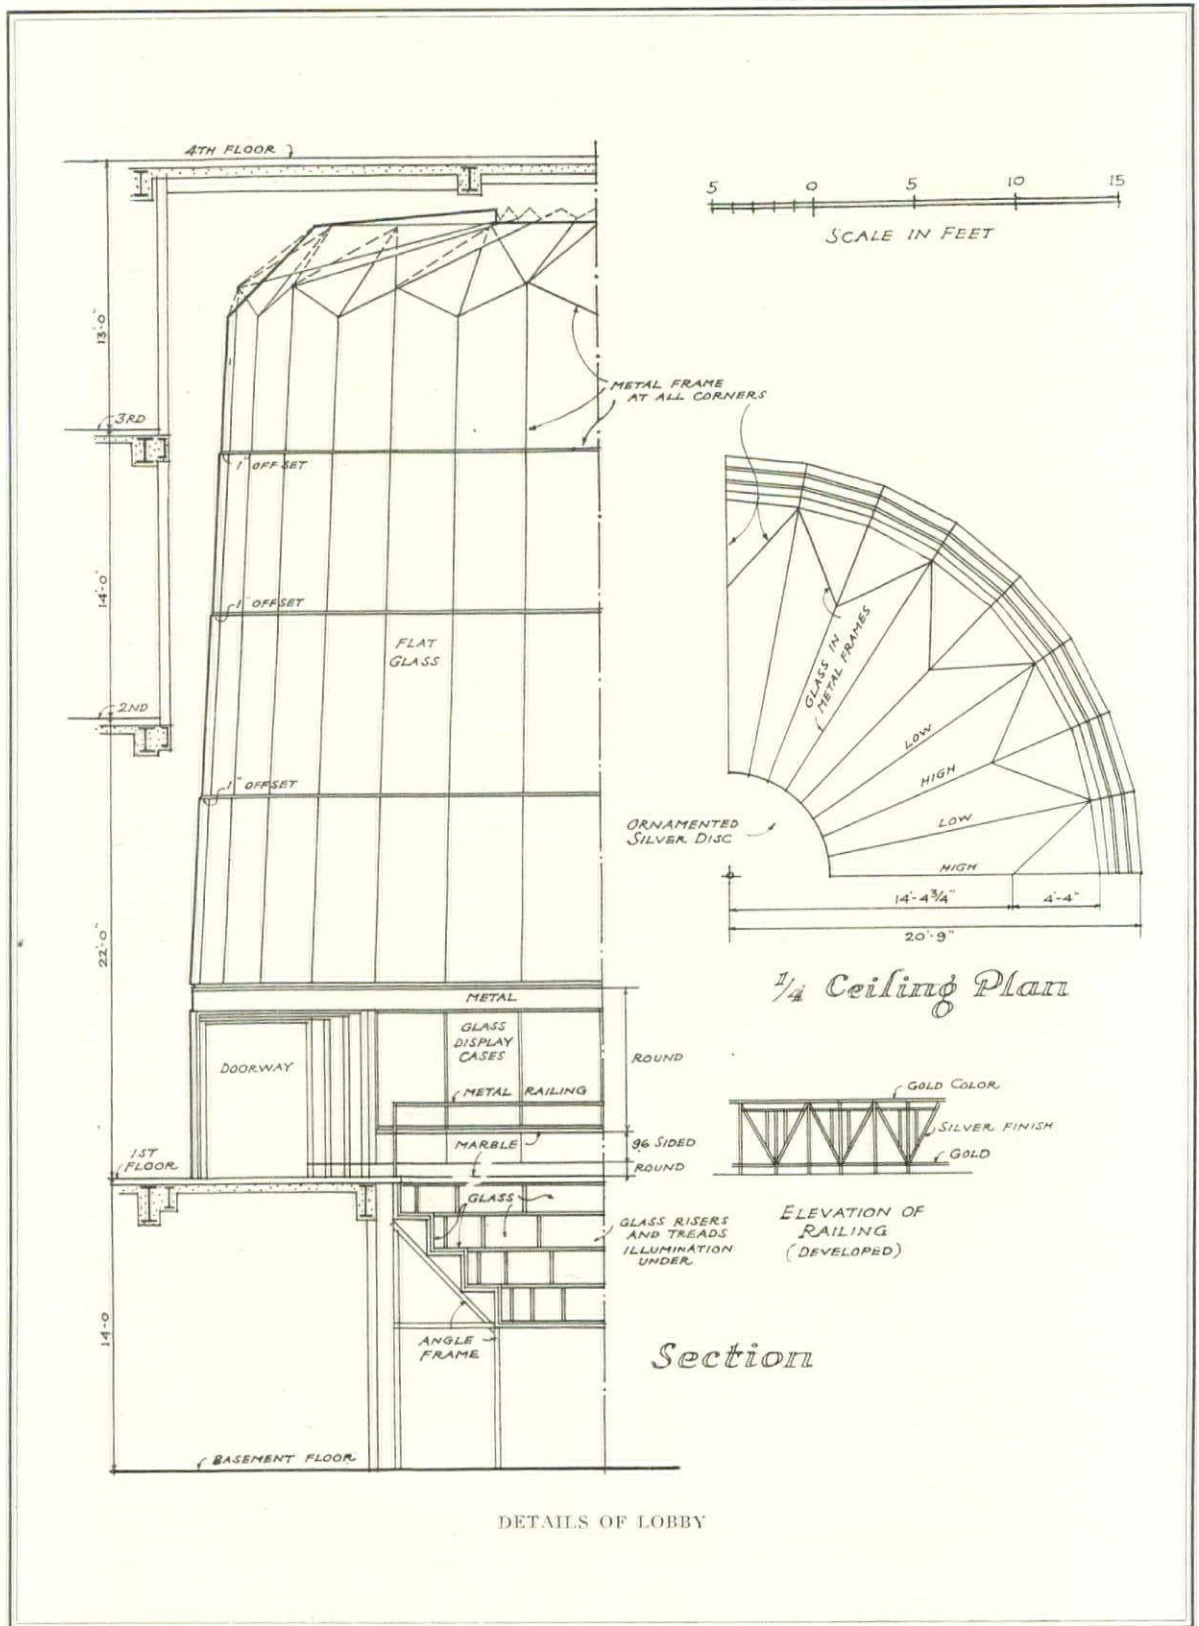 4TH FLOOR
5 0 5 10 15
SCALE IN FEET
13'-0"
3RD
METAL FRAME
AT ALL CORNERS
1" OFFSET
14'-0"
1" OFFSET
FLAT
GLASS
GLASS IN
METAL FRAMES
2ND
LOW
HIGH
1" OFFSET
ORNAMENTED
SILVER DISC
LOW
HIGH
14'-4¾"
4'-4"
20'-9"
22'-0"
¼ Ceiling Plan
METAL
GLASS
DISPLAY
CASES
DOORWAY
ROUND
METAL RAILING
GOLD COLOR
SILVER FINISH
GOLD
MARBLE
96 SIDED
ROUND
1ST
FLOOR
GLASS
GLASS RISERS
AND TREADS
ILLUMINATION
UNDER
ELEVATION OF
RAILING
(DEVELOPED)
14-0
ANGLE
FRAME
Section
BASEMENT FLOOR
DETAILS OF LOBBY